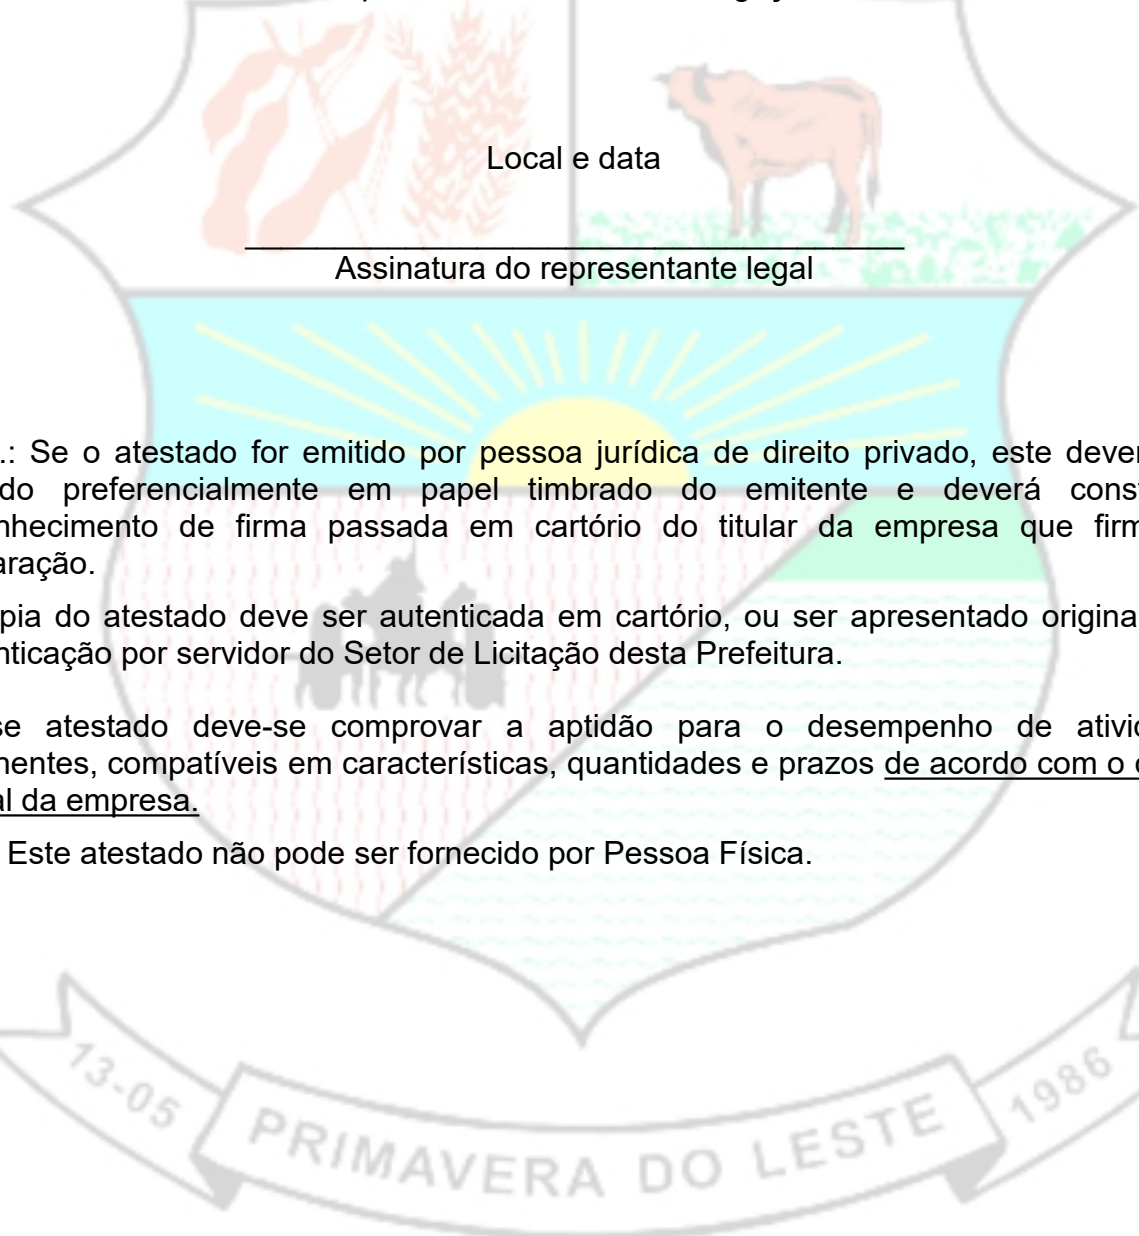 Local e data
Assinatura do representante legal
.: Se o atestado for emitido por pessoa jurídica de direito privado, este dever
do preferencialmente em papel timbrado do emitente e deverá const
nhecimento de firma passada em cartório do titular da empresa que firm
aração.
pia do atestado deve ser autenticada em cartório, ou ser apresentado origina
nticação por servidor do Setor de Licitação desta Prefeitura.
se atestado deve-se comprovar a aptidão para o desempenho de ativid
nentes, compatíveis em características, quantidades e prazos de acordo com o
al da empresa.
Este atestado não pode ser fornecido por Pessoa Física.
13-05 PRIMAVERA DO LESTE 1986